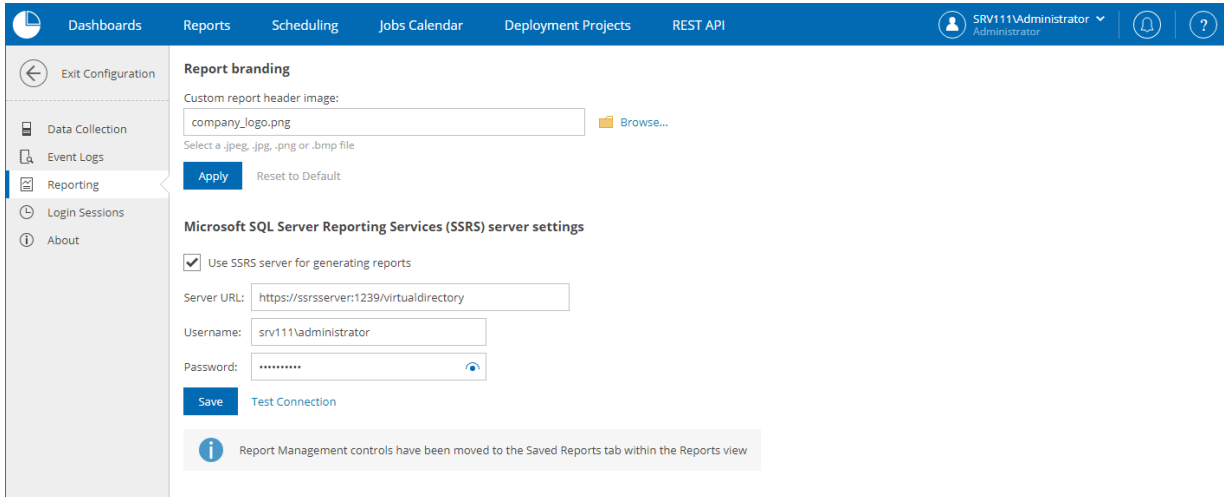 Dashboards Reports Scheduling Jobs Calendar Deployment Projects REST API SRV111\Administrator
Administrator
?
Exit Configuration
Data Collection
Event Logs
Reporting
Login Sessions
About
Report branding
Custom report header image:
company_logo.png Browse...
Select a .jpeg, .jpg, .png or .bmp file
Apply Reset to Default
Microsoft SQL Server Reporting Services (SSRS) server settings
Use SSRS server for generating reports
Server URL: https://ssrsserver:1239/virtualdirectory
Username: srv111\administrator
Password: ••••••••••
Save Test Connection
Report Management controls have been moved to the Saved Reports tab within the Reports view